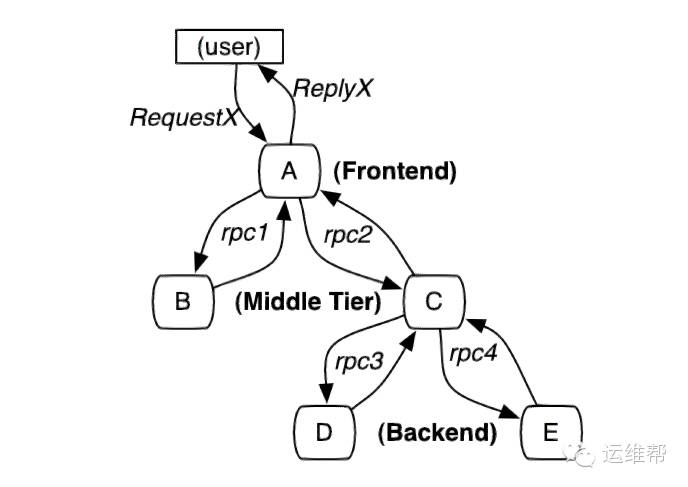 (user)
ReplyX
RequestX
A
(Frontend)
rpc1
rpc2
B
(Middle Tier)
C
rpc3
rpc4
D
(Backend)
E
运维帮